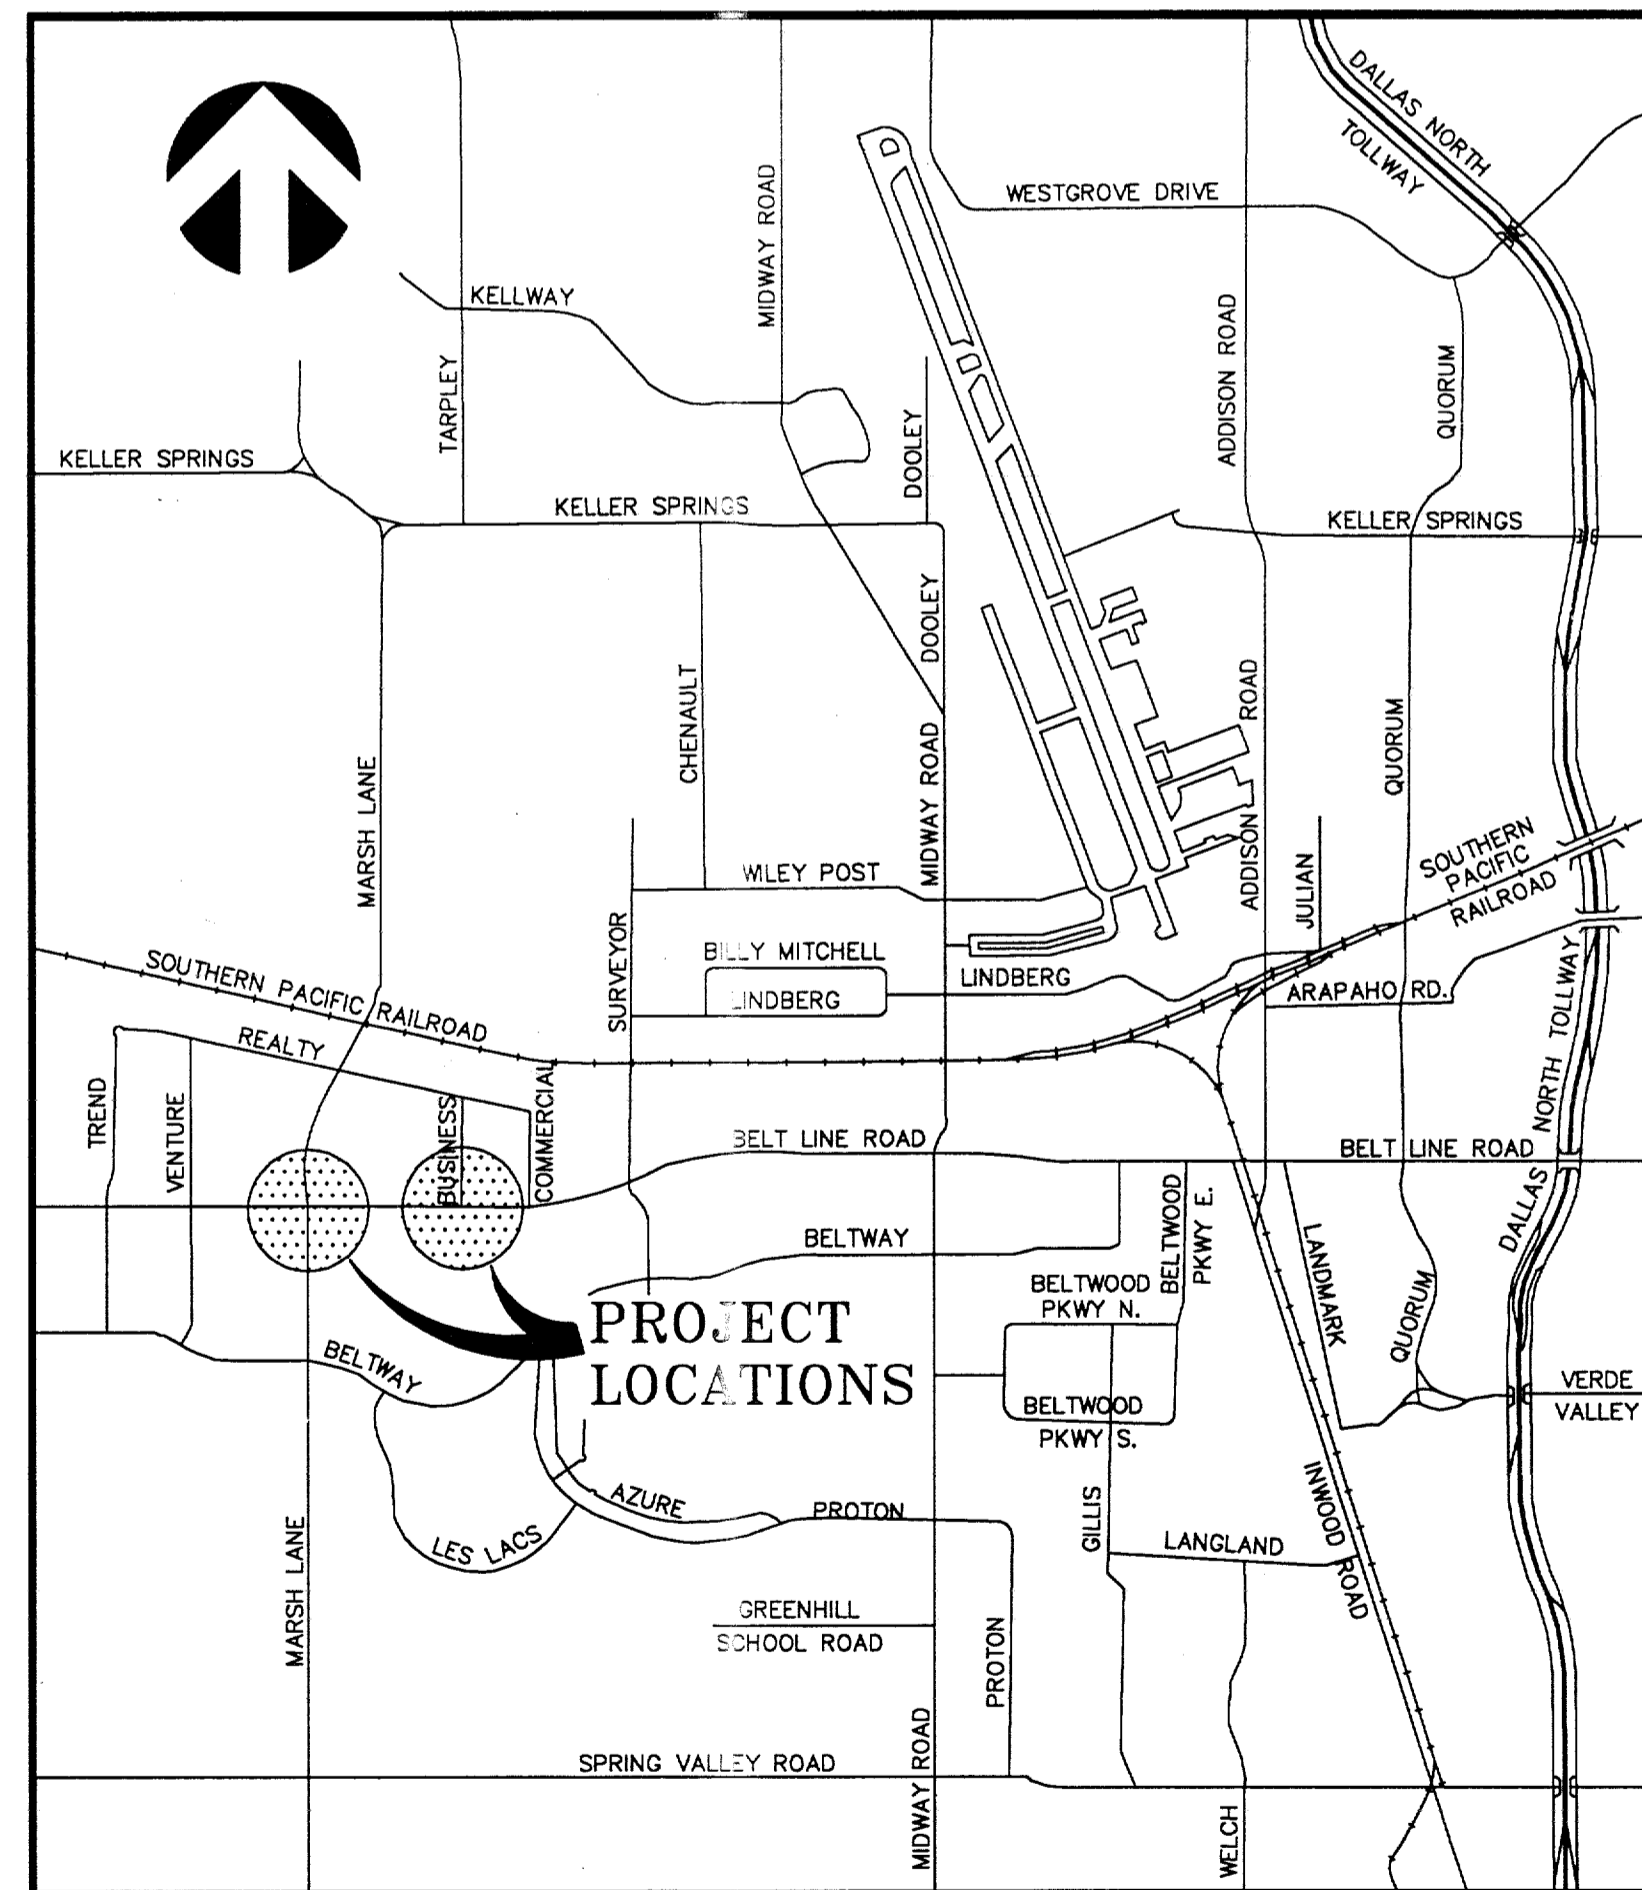 DALLAS NORTH
TOLLWAY
WESTGROVE DRIVE
MIDWAY ROAD
KELLWAY
TARPLEY
ADDISON ROAD
QUORUM
DOOLEY
KELLER SPRINGS
KELLER SPRINGS
KELLER SPRINGS
DOOLEY
CHENAULT
ROAD
QUORUM
MARSH LANE
MIDWAY ROAD
ADDISON
JULIAN
SOUTHERN
PACIFIC
RAILROAD
WILEY POST
SURVEYOR
BILLY MITCHELL
LINDBERG
LINDBERG
ARAPAHO RD.
SOUTHERN PACIFIC RAILROAD
REALTY
TREND
VENTURE
BUSINESS
COMMERCIAL
BELT LINE ROAD
BELT LINE ROAD
DALLAS NORTH TOLLWAY
BELTWAY
BELTWOOD
PKWY E.
BELTWOOD
PKWY N.
LANDMARK
QUORUM
PROJECT
LOCATIONS
BELTWAY
VERDE
VALLEY
BELTWOOD
PKWY S.
AZURE
PROTON
LES LACS
GILLIS
LANGLAND
INWOOD ROAD
MARSH LANE
GREENHILL
SCHOOL ROAD
PROTON
SPRING VALLEY ROAD
MIDWAY ROAD
WELCH